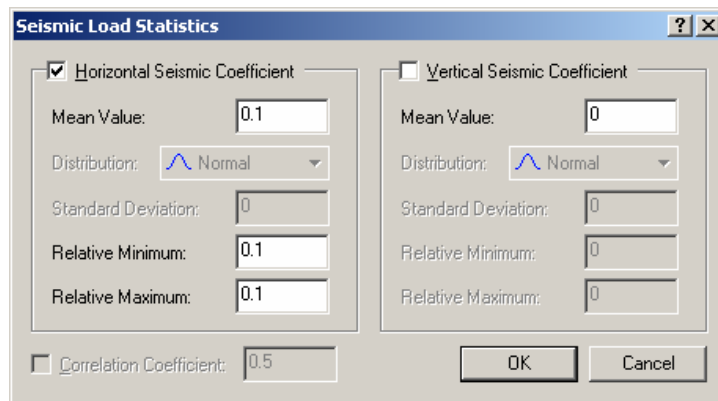 Seismic Load Statistics
Horizontal Seismic Coefficient
Mean Value: 0.1
Distribution: Normal
Standard Deviation: 0
Relative Minimum: 0.1
Relative Maximum: 0.1
Vertical Seismic Coefficient
Mean Value: 0
Distribution: Normal
Standard Deviation: 0
Relative Minimum: 0
Relative Maximum: 0
Correlation Coefficient: 0.5
OK Cancel